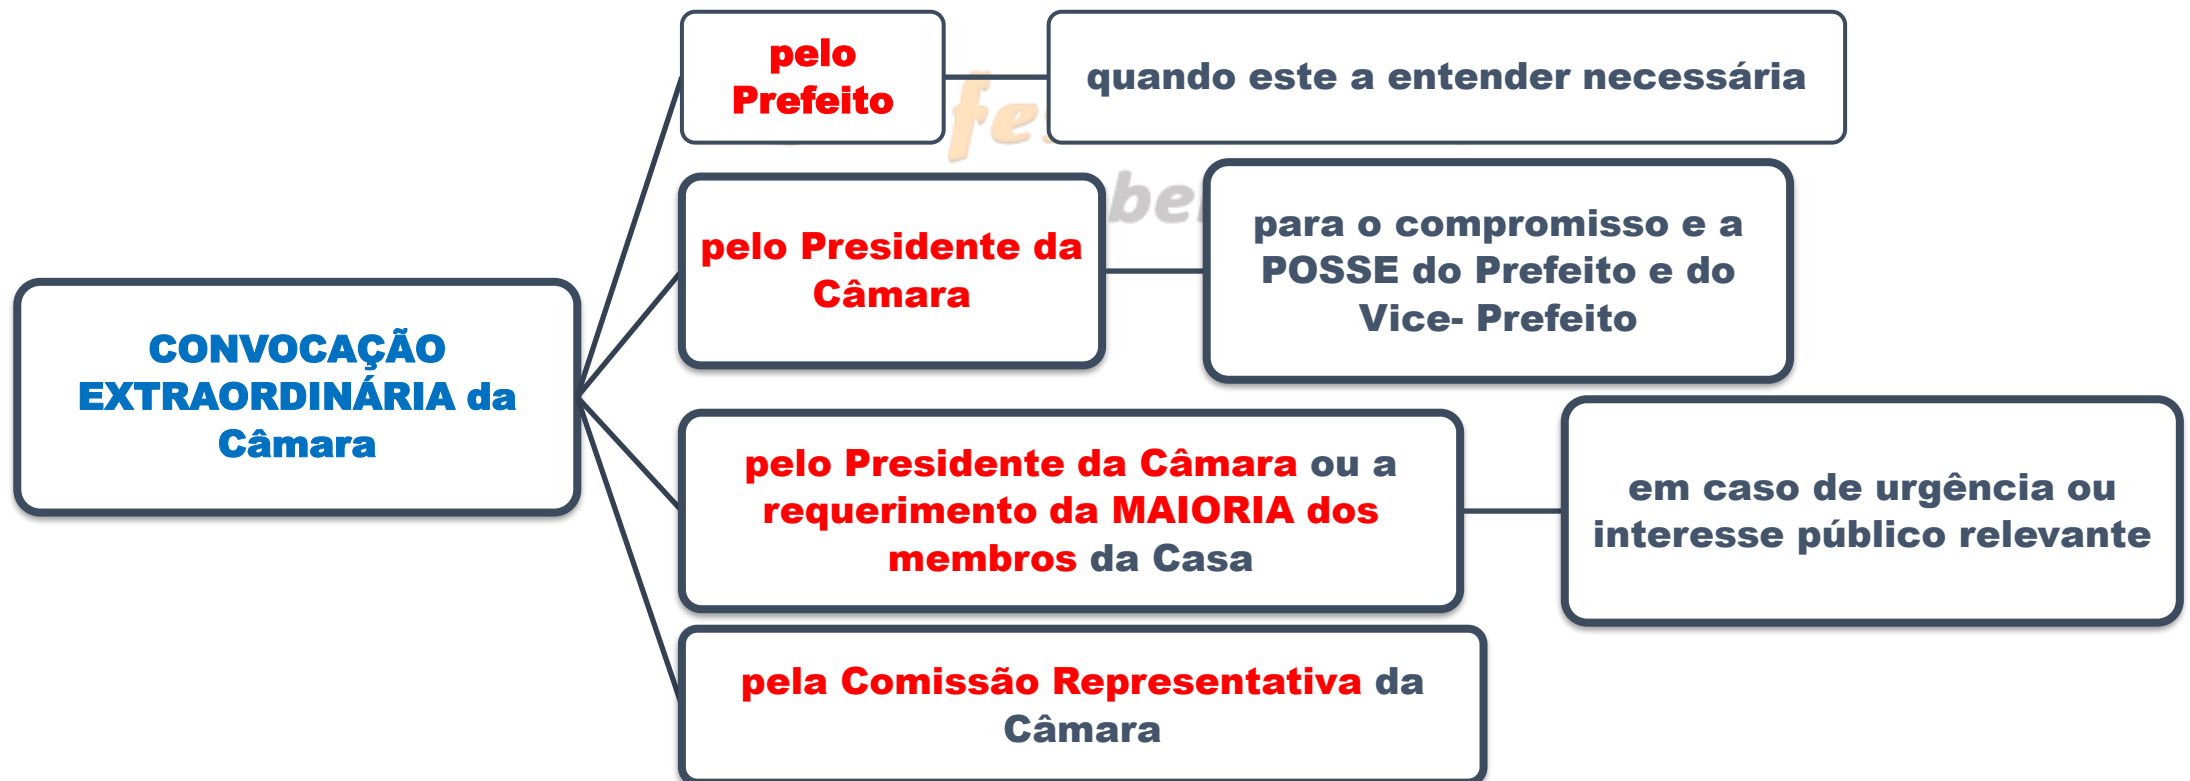 pelo
Prefeito
quando este a entender necessária
pelo Presidente da
Câmara
para o compromisso e a
POSSE do Prefeito e do
Vice- Prefeito
CONVOCAÇÃO
EXTRAORDINÁRIA da
Câmara
pelo Presidente da Câmara ou a
requerimento da MAIORIA dos
membros da Casa
em caso de urgência ou
interesse público relevante
pela Comissão Representativa da
Câmara